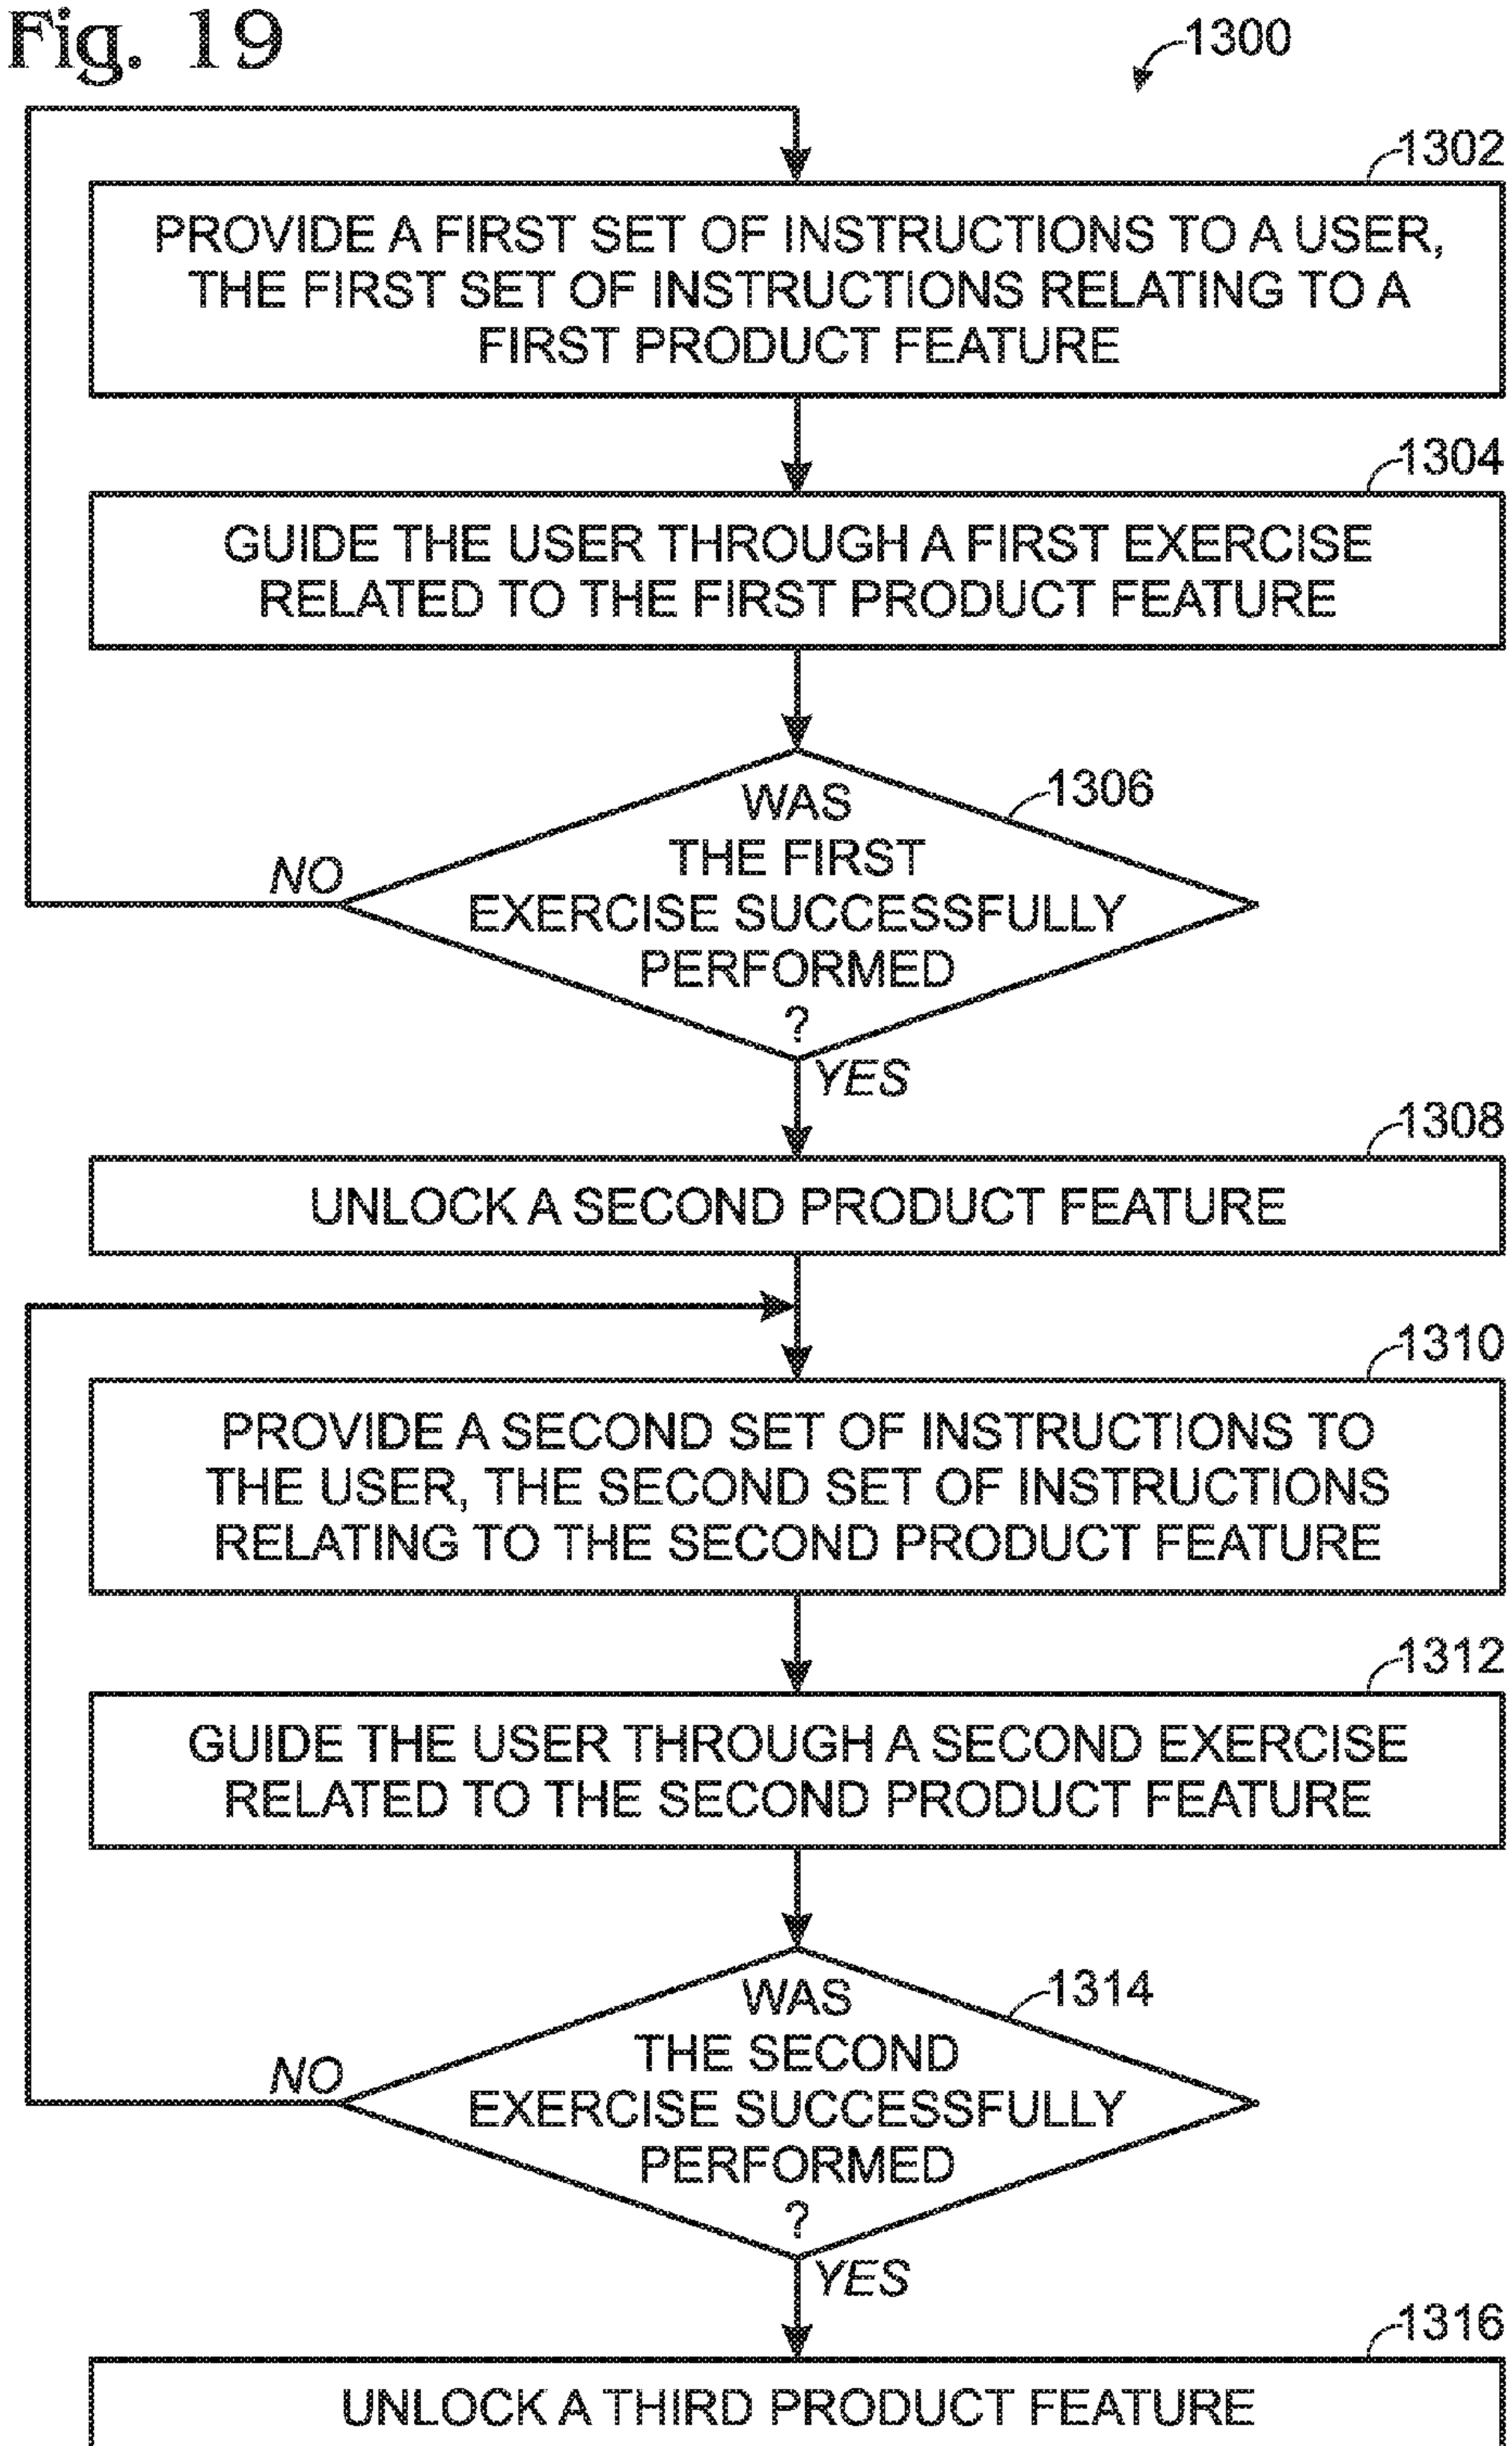 Fig. 19
1300
1302
PROVIDE A FIRST SET OF INSTRUCTIONS TO A USER,
THE FIRST SET OF INSTRUCTIONS RELATING TO A
FIRST PRODUCT FEATURE
1304
GUIDE THE USER THROUGH A FIRST EXERCISE
RELATED TO THE FIRST PRODUCT FEATURE
1306
WAS
THE FIRST
EXERCISE SUCCESSFULLY
PERFORMED
?
NO
YES
1308
UNLOCK A SECOND PRODUCT FEATURE
1310
PROVIDE A SECOND SET OF INSTRUCTIONS TO
THE USER, THE SECOND SET OF INSTRUCTIONS
RELATING TO THE SECOND PRODUCT FEATURE
1312
GUIDE THE USER THROUGH A SECOND EXERCISE
RELATED TO THE SECOND PRODUCT FEATURE
1314
WAS
THE SECOND
EXERCISE SUCCESSFULLY
PERFORMED
?
NO
YES
1316
UNLOCK A THIRD PRODUCT FEATURE